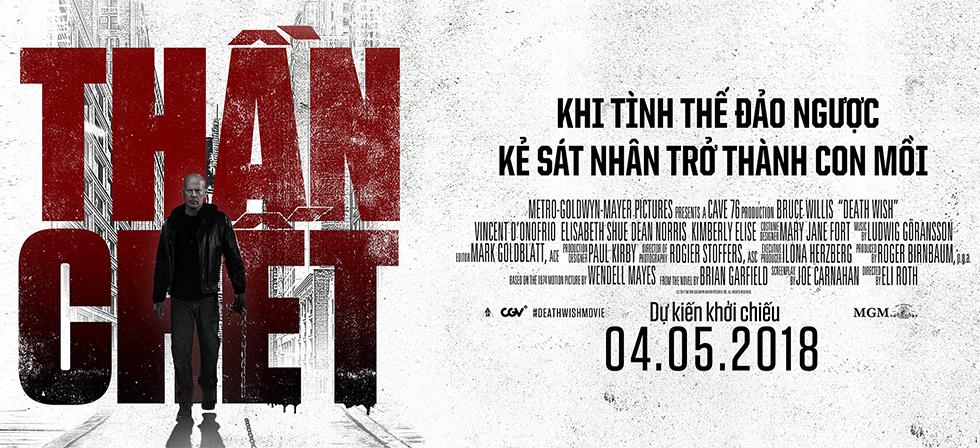 THẦN
CHẾT
KHI TÌNH THẾ ĐẢO NGƯỢC
KẺ SÁT NHÂN TRỞ THÀNH CON MỒI
METRO-GOLDWYN-MAYER PICTURES PRESENTS A CAVE 76 PRODUCTION BRUCE WILLIS "DEATH WISH"
VINCENT D'ONOFRIO ELISABETH SHUE DEAN NORRIS KIMBERLY ELISE COSTUME DESIGNER MARY JANE FORT MUSIC BY LUDWIG GÖRANSSON
EDITOR MARK GOLDBLATT, ACE PRODUCTION DESIGNER PAUL KIRBY DIRECTOR OF PHOTOGRAPHY ROGIER STOFFERS, ASC EXECUTIVE PRODUCER ILONA HERZBERG PRODUCED BY ROGER BIRNBAUM, p.g.a.
BASED ON THE 1974 MOTION PICTURE BY WENDELL MAYES FROM THE NOVEL BY BRIAN GARFIELD SCREENPLAY BY JOE CARNAHAN DIRECTED BY ELI ROTH
CGV #DEATHWISHMOVIE Dự kiến khởi chiếu MGM
04.05.2018